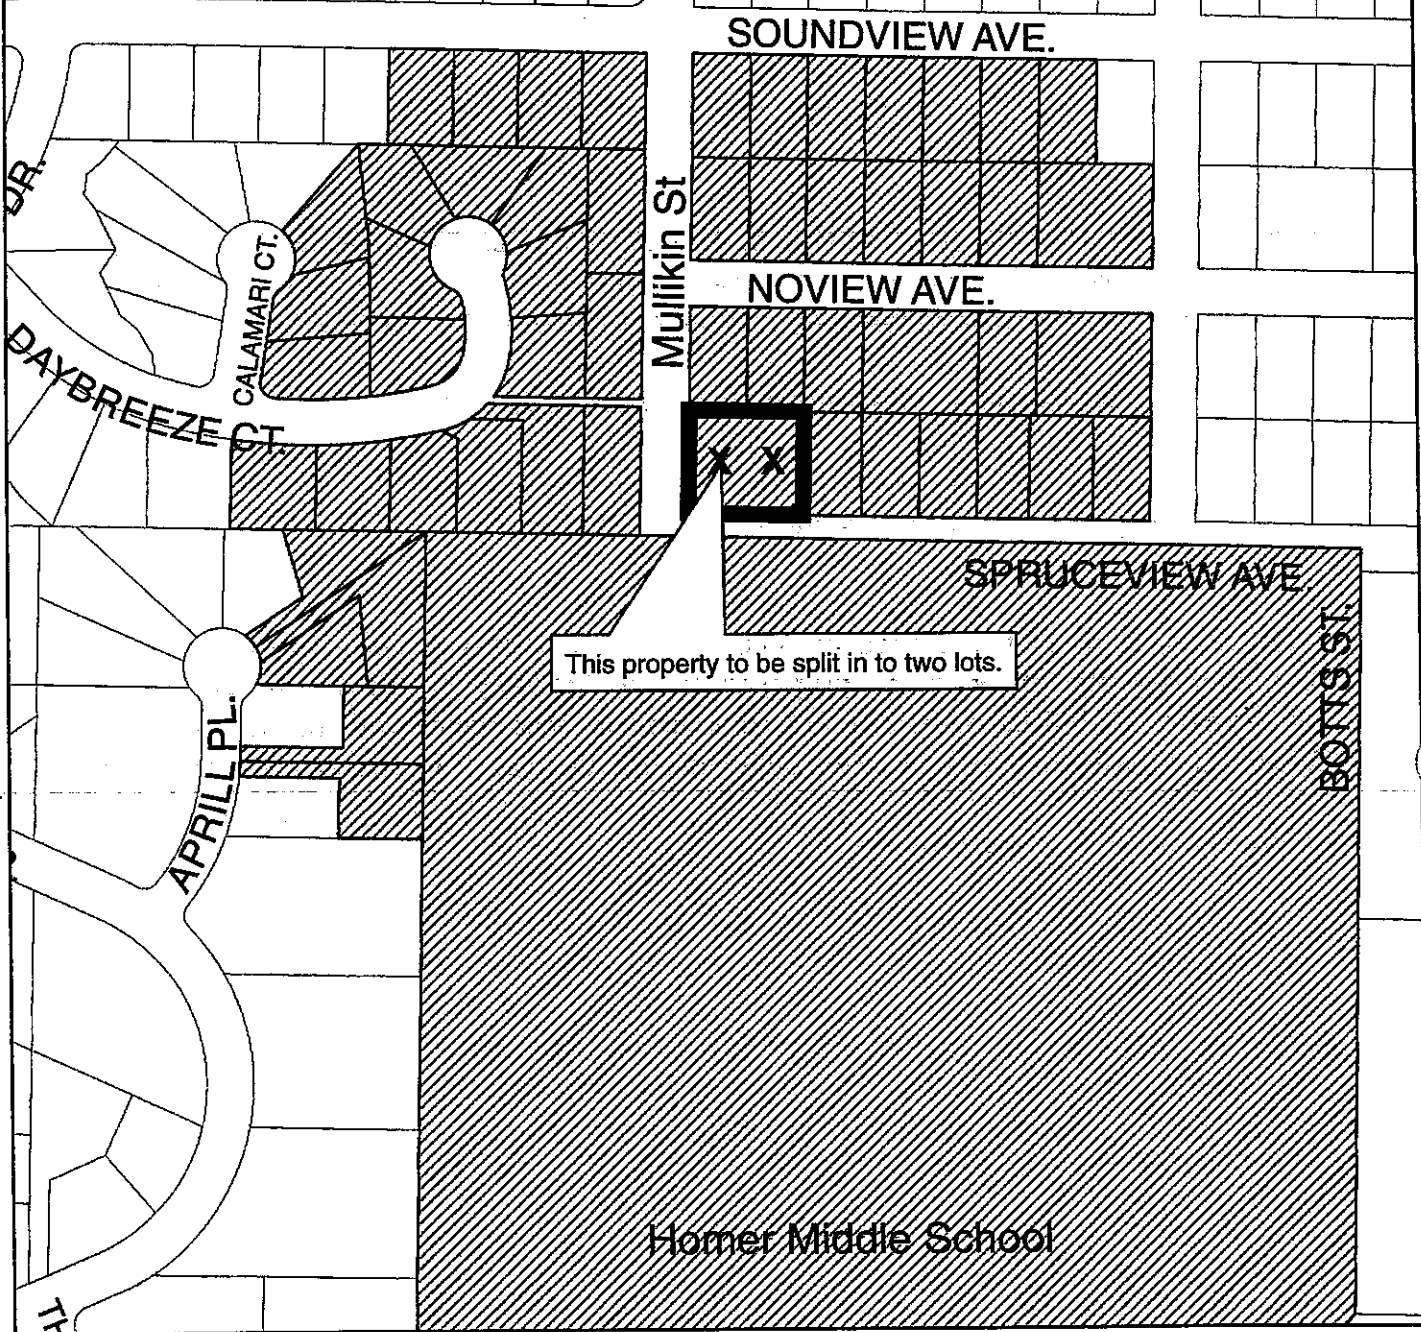 SOUNDVIEW AVE.
DR.
Mullikin St
NOVIEW AVE.
CALAMARI CT.
DAYBREEZE CT.
X X
SPRUCEVIEW AVE.
BOTTS ST.
This property to be split in to two lots.
APRILL PL.
Homer Middle School
TH